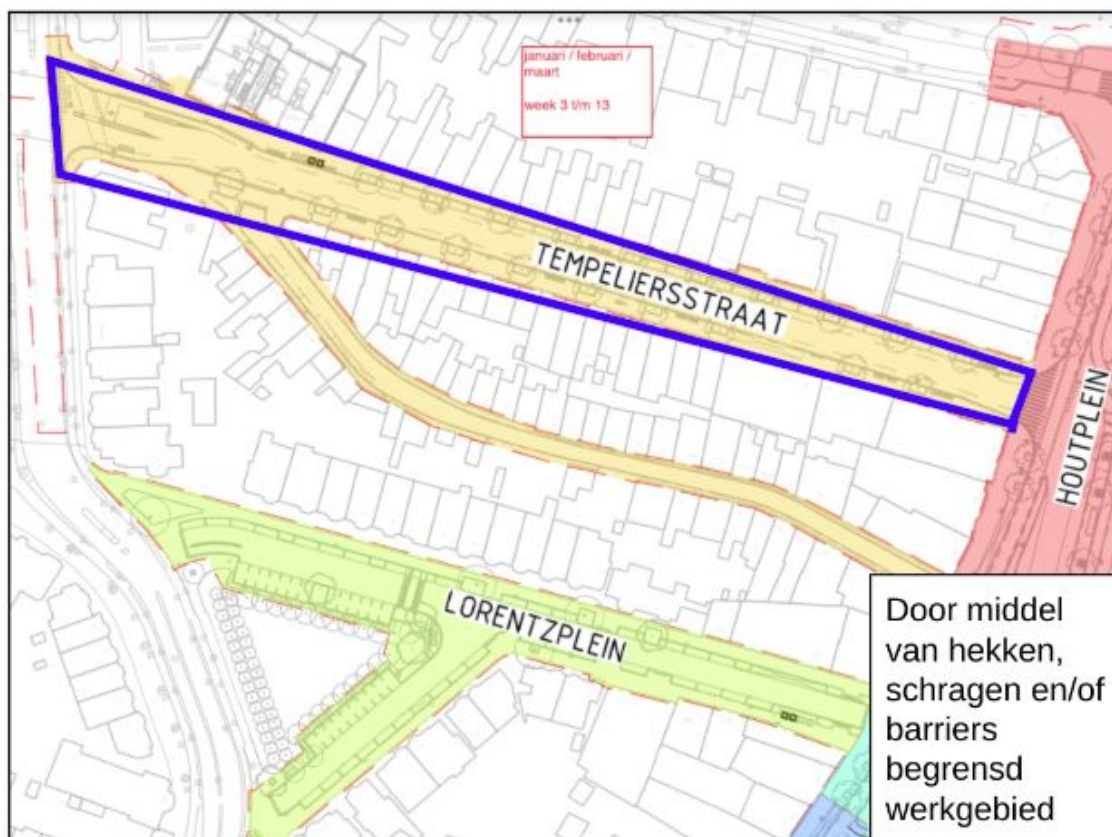 januari / februari /
maart
week 3 t/m 13
TEMPELIERSSTRAAT
HOUTPLEIN
LORENTZPLEIN
Door middel
van hekken,
schragen en/of
barriers
begrensd
werkgebied